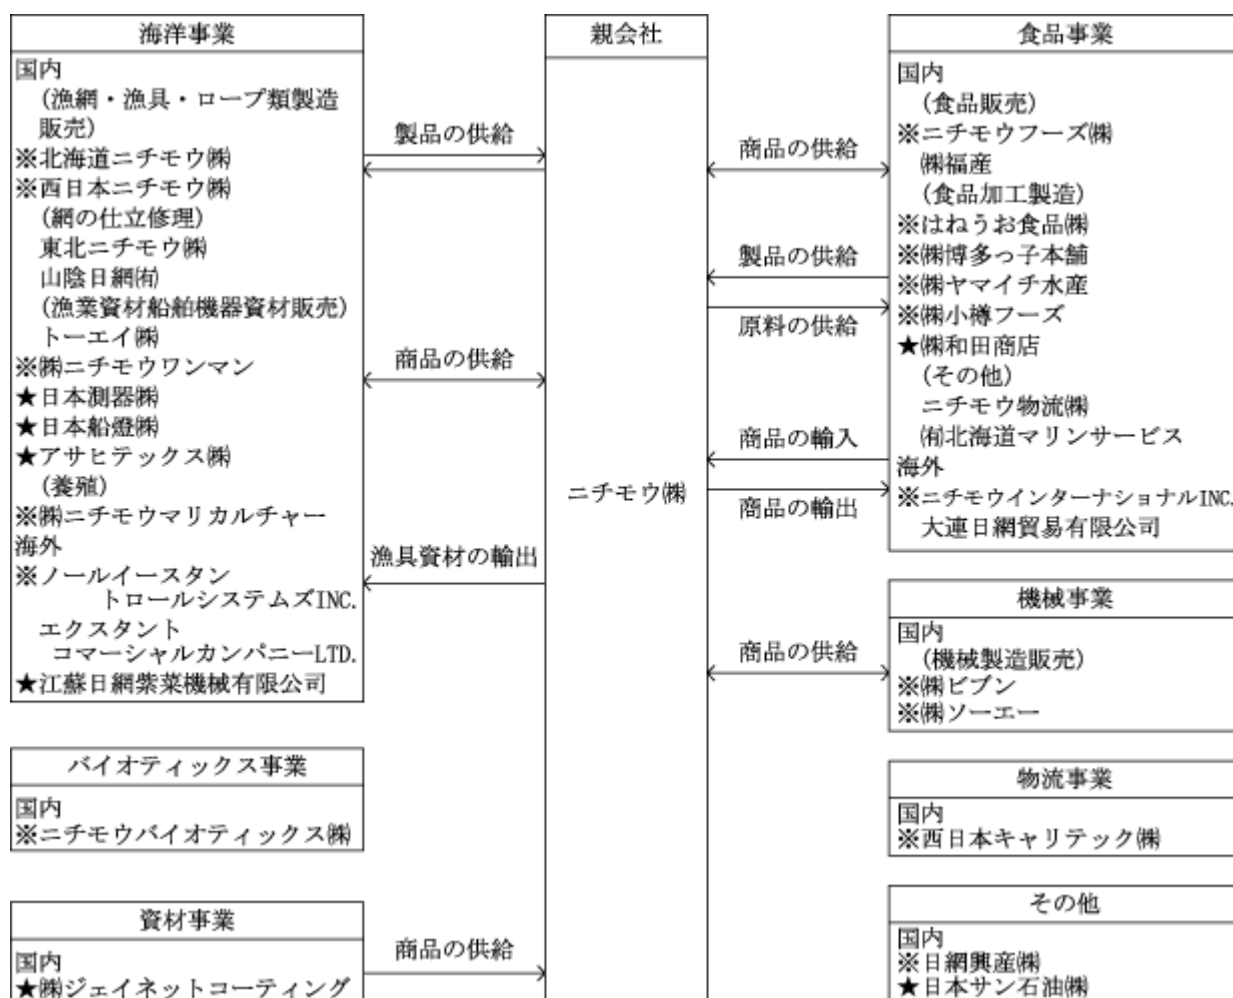 海洋事業
国内
(漁網・漁具・ロープ類製造
販売)
※北海道ニチモウ㈱
※西日本ニチモウ㈱
(網の仕立修理)
東北ニチモウ㈱
山陰日網㈲
(漁業資材船舶機器資材販売)
トーエイ㈱
※㈱ニチモウワンマン
★日本測器㈱
★日本船燈㈱
★アサヒテックス㈱
(養殖)
※㈱ニチモウマリカルチャー
海外
※ノールイースタン
トロールシステムズINC.
エクスタント
コマーシャルカンパニーLTD.
★江蘇日網紫菜機械有限公司
バイオティックス事業
国内
※ニチモウバイオティックス㈱
資材事業
国内
★㈱ジェイネットコーティング
製品の供給
商品の供給
漁具資材の輸出
商品の供給
親会社
ニチモウ㈱
商品の供給
製品の供給
原料の供給
商品の輸入
商品の輸出
商品の供給
食品事業
国内
(食品販売)
※ニチモウフーズ㈱
㈱福産
(食品加工製造)
※はねうお食品㈱
※㈱博多っ子本舗
※㈱ヤマイチ水産
※㈱小樽フーズ
★㈱和田商店
(その他)
ニチモウ物流㈱
㈲北海道マリンサービス
海外
※ニチモウインターナショナルINC.
大連日網貿易有限公司
機械事業
国内
(機械製造販売)
※㈱ビブン
※㈱ソーエー
物流事業
国内
※西日本キャリテック㈱
その他
国内
※日網興産㈱
★日本サン石油㈱